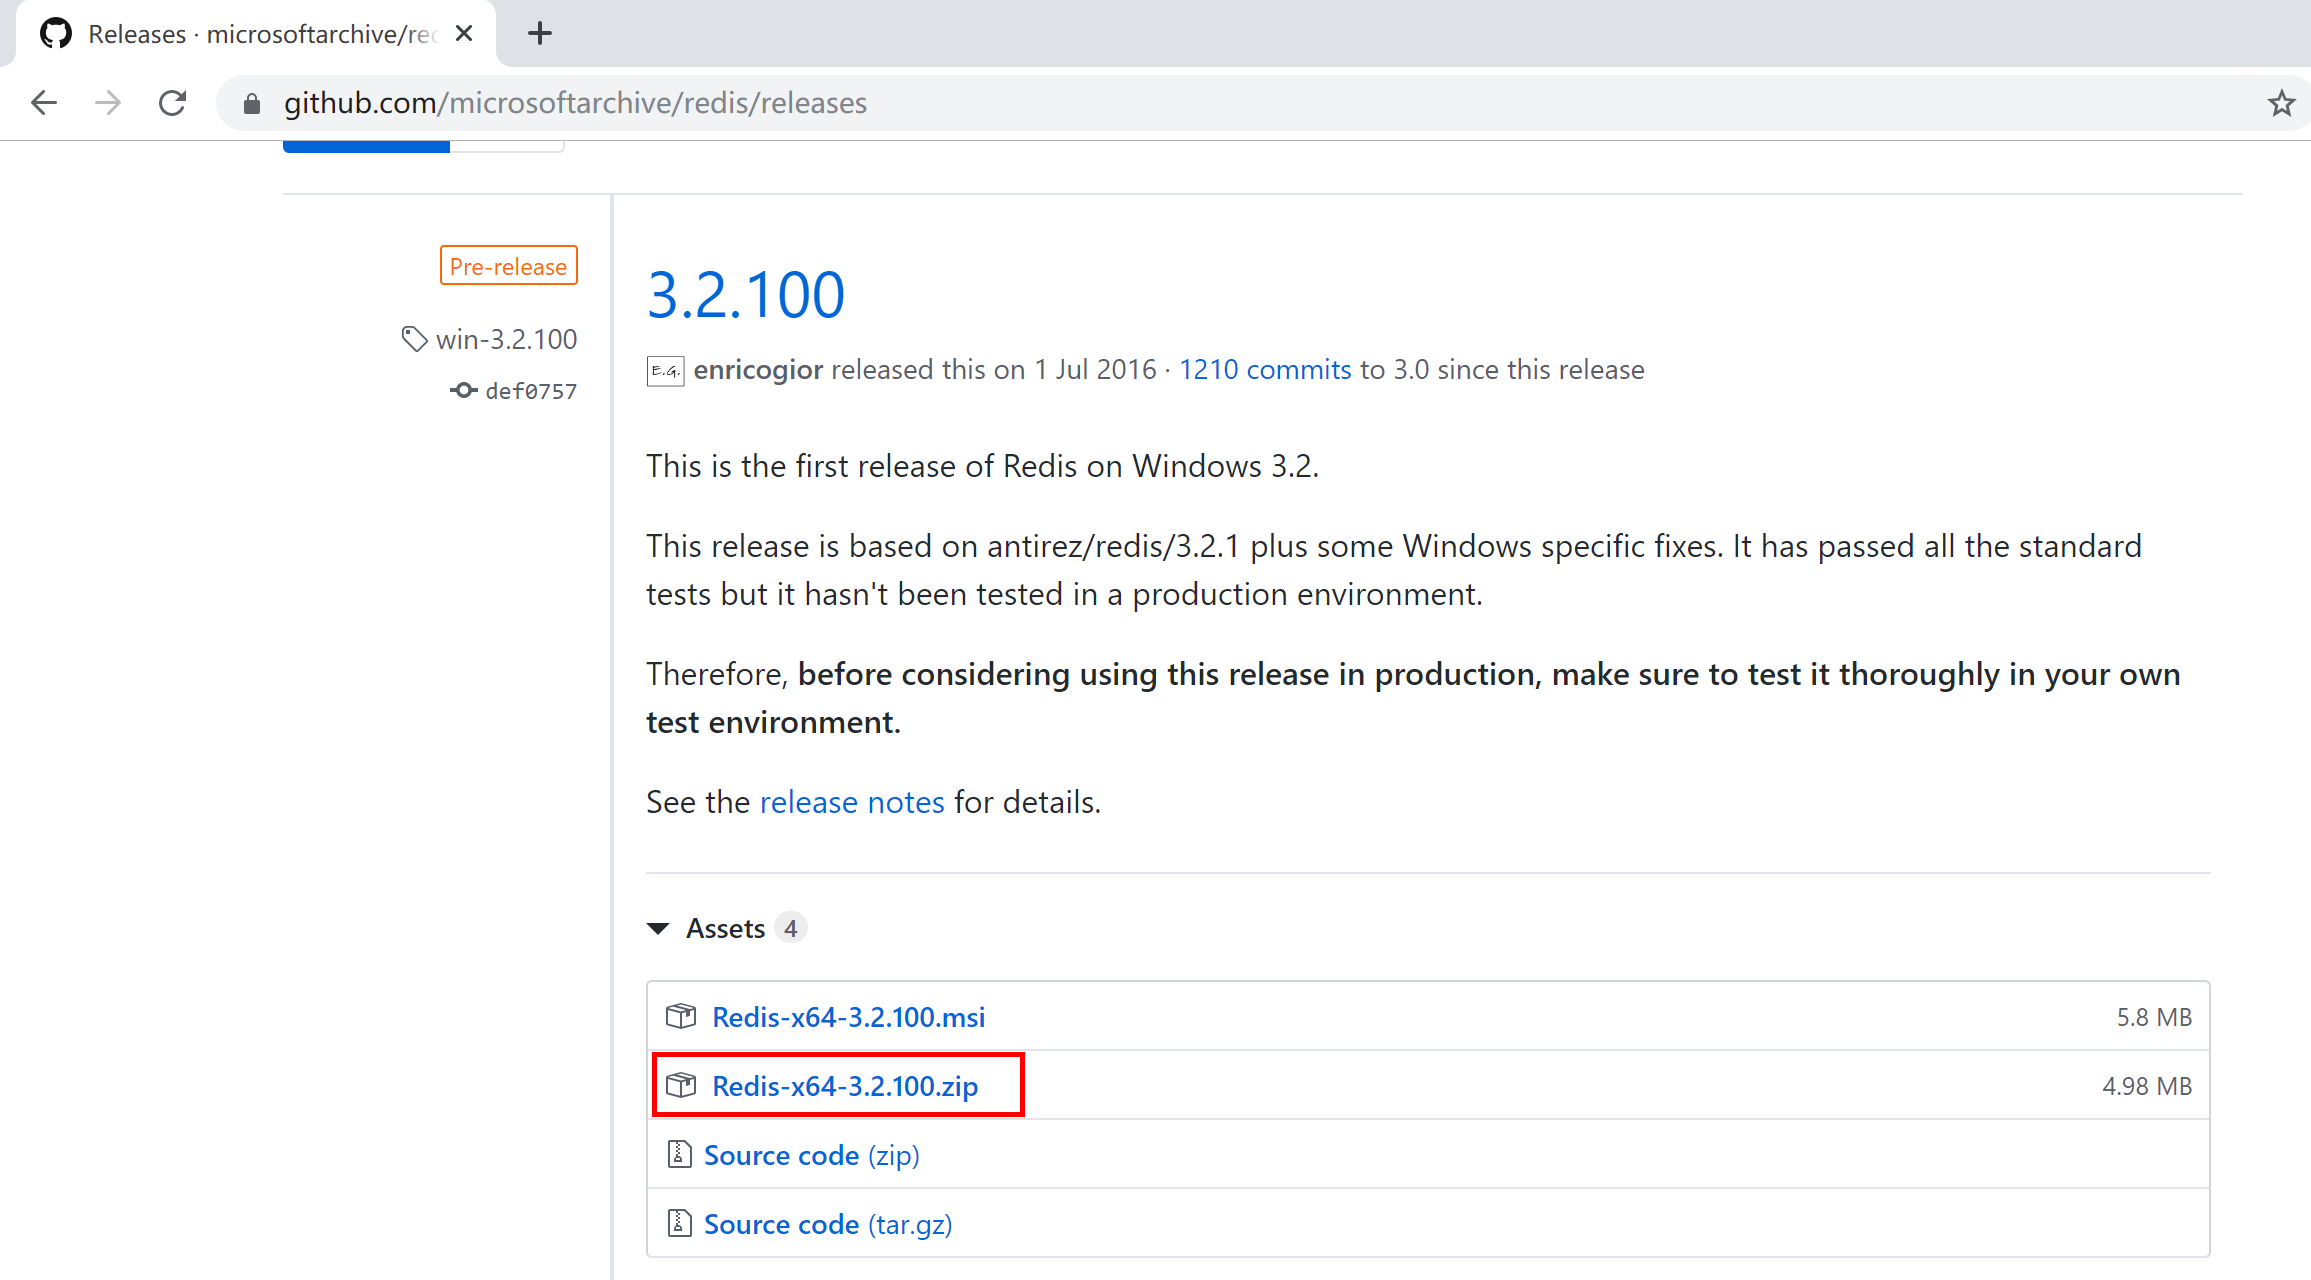 Releases · microsoftarchive/red
github.com/microsoftarchive/redis/releases
Pre-release
win-3.2.100
def0757
3.2.100
E.G. enricogior released this on 1 Jul 2016 · 1210 commits to 3.0 since this release
This is the first release of Redis on Windows 3.2.
This release is based on antirez/redis/3.2.1 plus some Windows specific fixes. It has passed all the standard
tests but it hasn't been tested in a production environment.
Therefore, before considering using this release in production, make sure to test it thoroughly in your own
test environment.
See the release notes for details.
Assets 4
Redis-x64-3.2.100.msi 5.8 MB
Redis-x64-3.2.100.zip 4.98 MB
Source code (zip)
Source code (tar.gz)